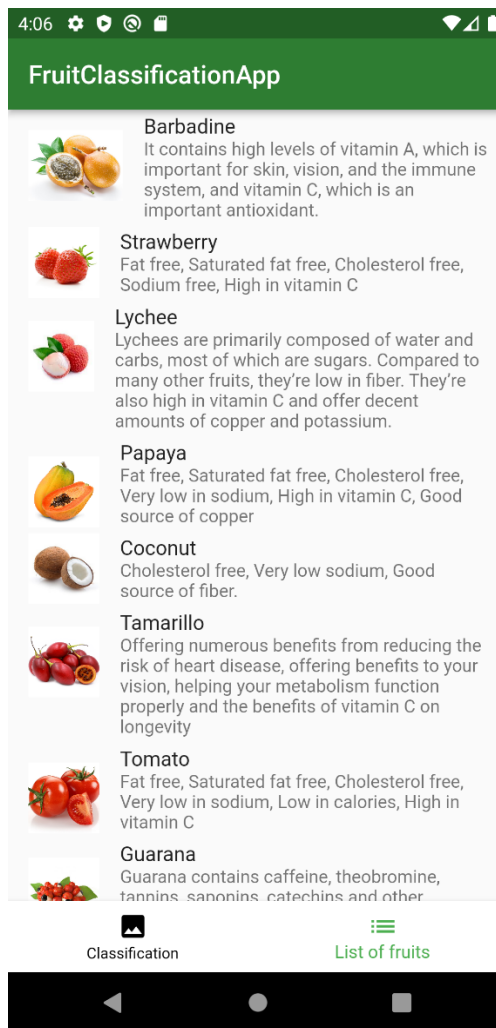 4:06
FruitClassificationApp
Barbadine
It contains high levels of vitamin A, which is
important for skin, vision, and the immune
system, and vitamin C, which is an
important antioxidant.
Strawberry
Fat free, Saturated fat free, Cholesterol free,
Sodium free, High in vitamin C
Lychee
Lychees are primarily composed of water and
carbs, most of which are sugars. Compared to
many other fruits, they’re low in fiber. They’re
also high in vitamin C and offer decent
amounts of copper and potassium.
Papaya
Fat free, Saturated fat free, Cholesterol free,
Very low in sodium, High in vitamin C, Good
source of copper
Coconut
Cholesterol free, Very low sodium, Good
source of fiber.
Tamarillo
Offering numerous benefits from reducing the
risk of heart disease, offering benefits to your
vision, helping your metabolism function
properly and the benefits of vitamin C on
longevity
Tomato
Fat free, Saturated fat free, Cholesterol free,
Very low in sodium, Low in calories, High in
vitamin C
Guarana
Guarana contains caffeine, theobromine,
tannins, saponins, catechins and other
Classification
List of fruits